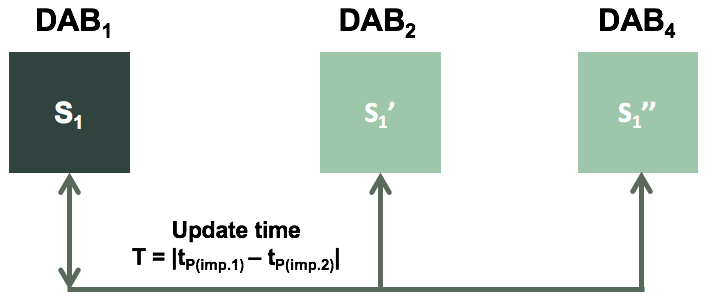 DAB₁ DAB₂ DAB₄
S₁ S₁’ S₁’’
Update time
T = |tP(imp.1) – tP(imp.2)|